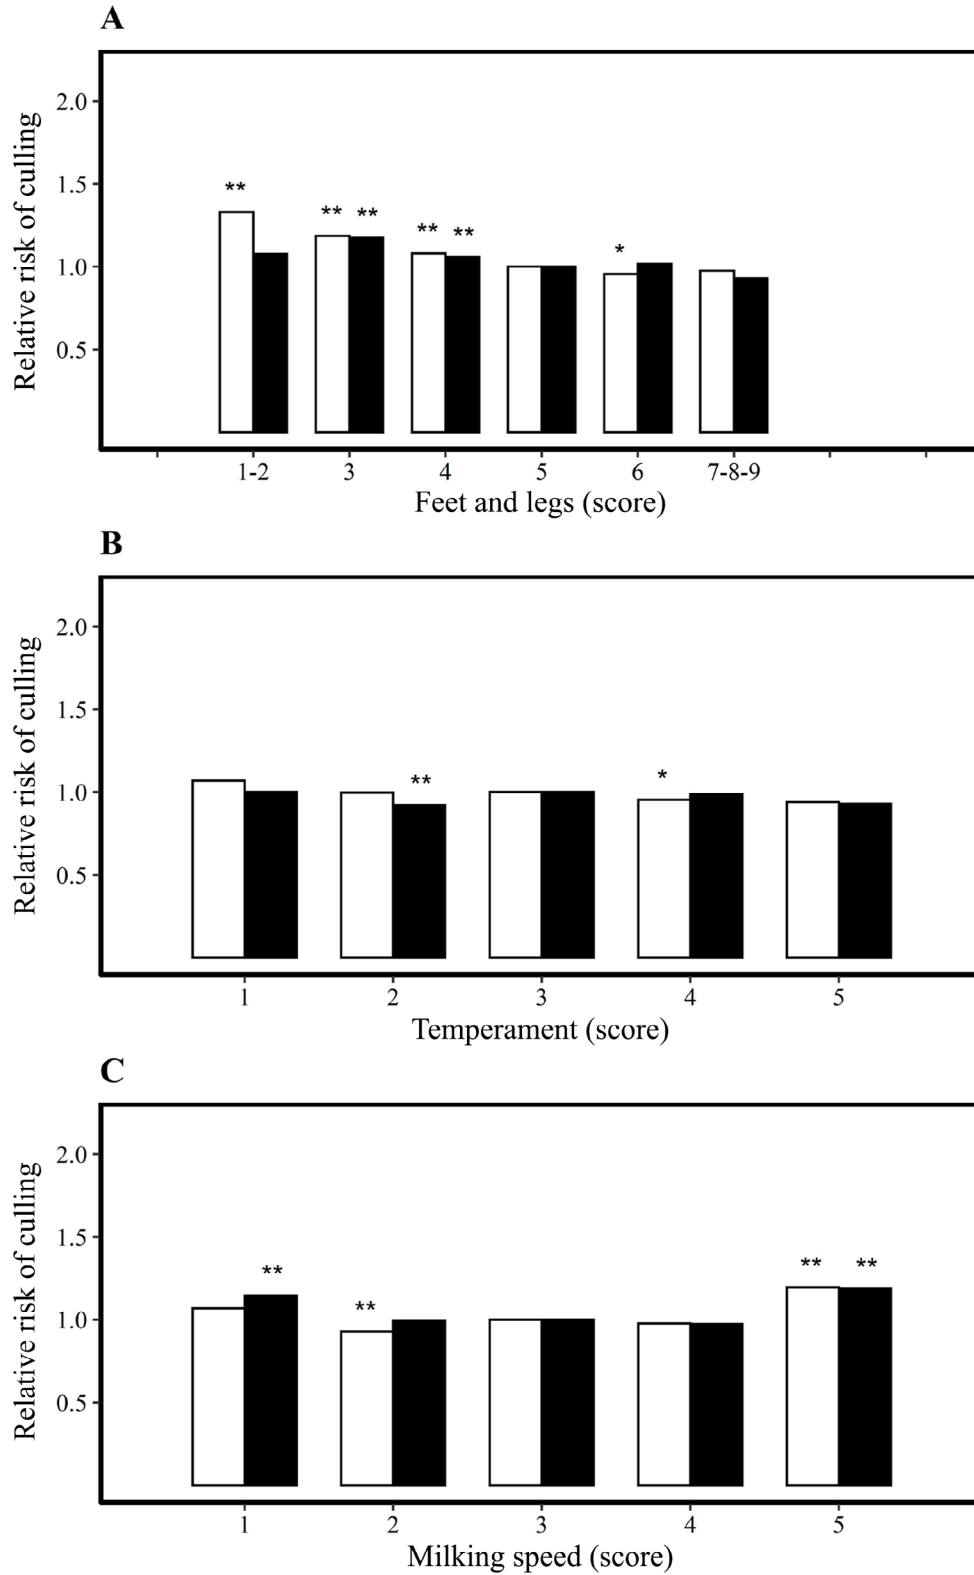 A
Relative risk of culling
2.0
1.5
1.0
0.5
**
** **
** **
*
1-2 3 4 5 6 7-8-9
Feet and legs (score)
B
Relative risk of culling
2.0
1.5
1.0
0.5
**
*
1 2 3 4 5
Temperament (score)
C
Relative risk of culling
2.0
1.5
1.0
0.5
**
**
** **
1 2 3 4 5
Milking speed (score)